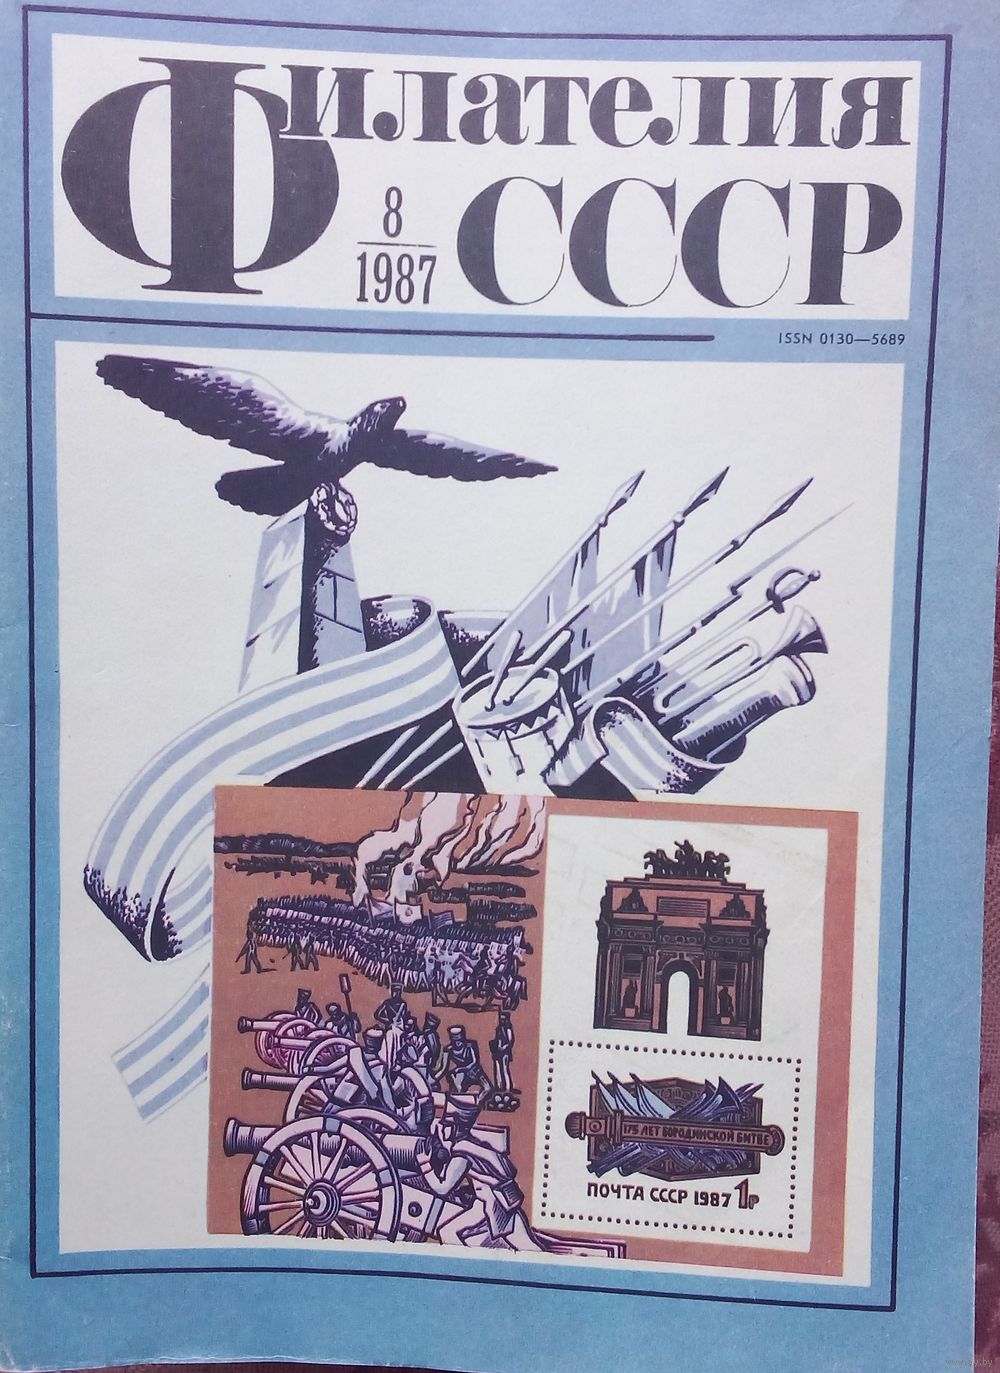 Филателия
СССР
8
1987
ISSN 0130—5689
175 ЛЕТ БОРОДИНСКОЙ БИТВЕ
ПОЧТА СССР 1987 1р